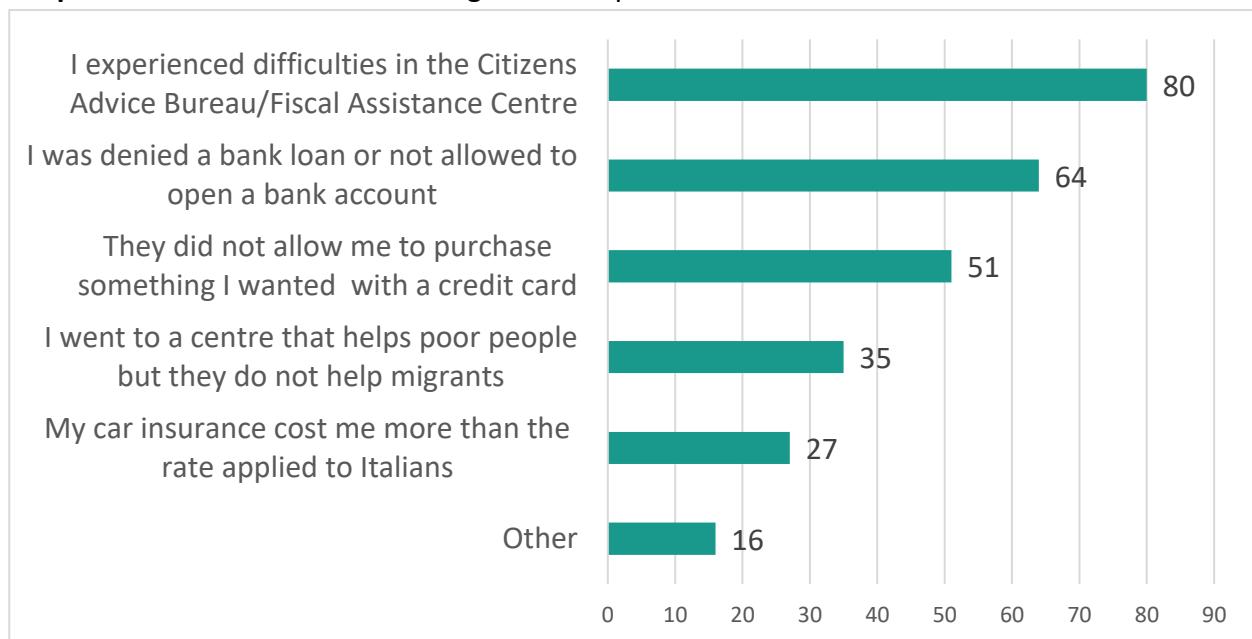 I experienced difficulties in the Citizens
Advice Bureau/Fiscal Assistance Centre
80
I was denied a bank loan or not allowed to
open a bank account
64
They did not allow me to purchase
something I wanted  with a credit card
51
I went to a centre that helps poor people
but they do not help migrants
35
My car insurance cost me more than the
rate applied to Italians
27
Other
16
0 10 20 30 40 50 60 70 80 90